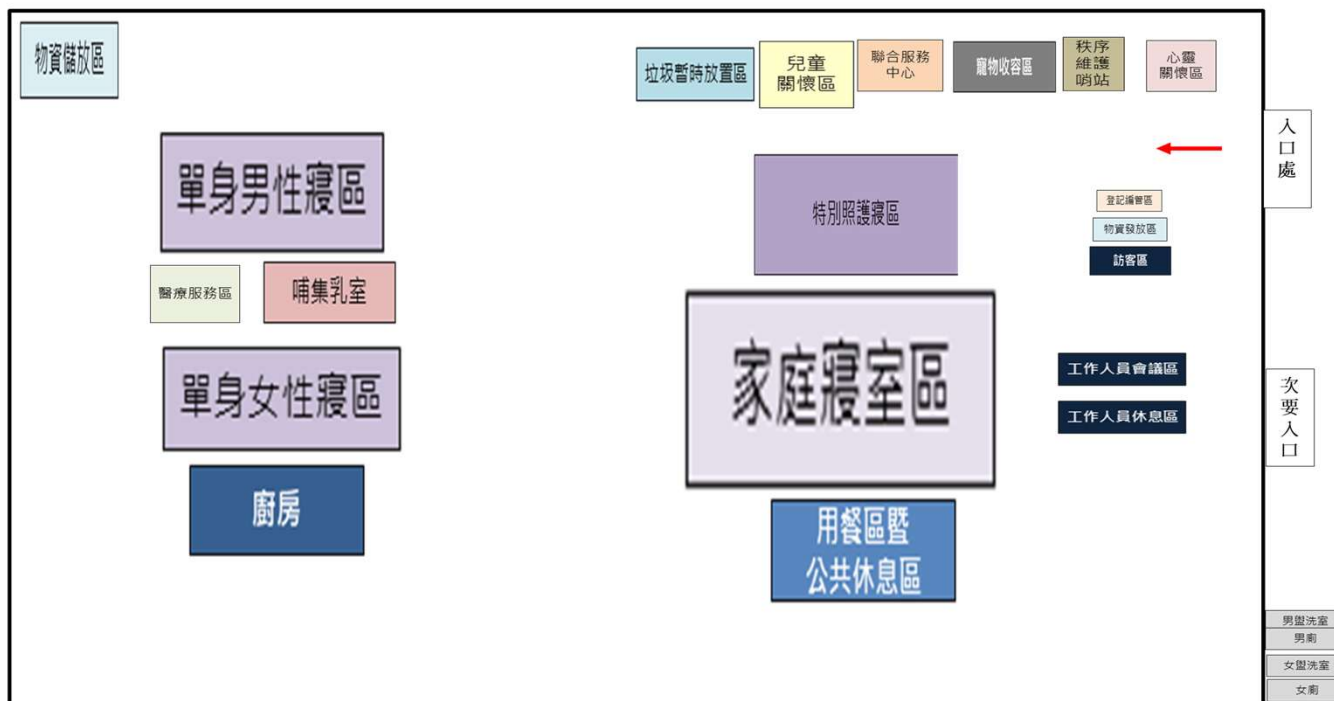 物資儲放區
垃圾暫時放置區
兒童
關懷區
聯合服務
中心
寵物收容區
秩序
維護
哨站
心靈
關懷區
入口處
單身男性寢區
特別照護寢區
登記編管區
物資發放區
訪客區
醫療服務區
哺集乳室
家庭寢室區
單身女性寢區
工作人員會議區
工作人員休息區
次要入口
廚房
用餐區暨
公共休息區
男盥洗室
男廁
女盥洗室
女廁